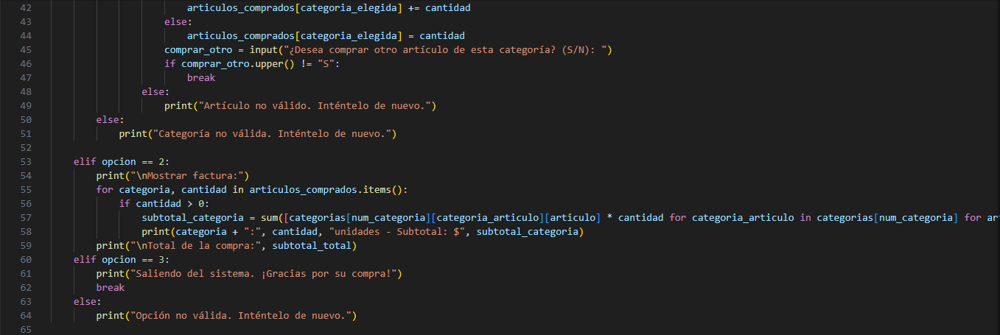 42 articulos_comprados[categoria_elegida] += cantidad
43 else:
44 articulos_comprados[categoria_elegida] = cantidad
45 comprar_otro = input("¿Desea comprar otro artículo de esta categoría? (S/N): ")
46 if comprar_otro.upper() != "S":
47 break
48 else:
49 print("Artículo no válido. Inténtelo de nuevo.")
50 else:
51 print("Categoría no válida. Inténtelo de nuevo.")
52
53 elif opcion == 2:
54 print("\nMostrar factura:")
55 for categoria, cantidad in articulos_comprados.items():
56 if cantidad > 0:
57 subtotal_categoria = sum([categorias[num_categoria][categoria_articulo][articulo] * cantidad for categoria_articulo in categorias[num_categoria] for ar
58 print(categoria + ":", cantidad, "unidades - Subtotal: $", subtotal_categoria)
59 print("\nTotal de la compra:", subtotal_total)
60 elif opcion == 3:
61 print("Saliendo del sistema. ¡Gracias por su compra!")
62 break
63 else:
64 print("Opción no válida. Inténtelo de nuevo.")
65